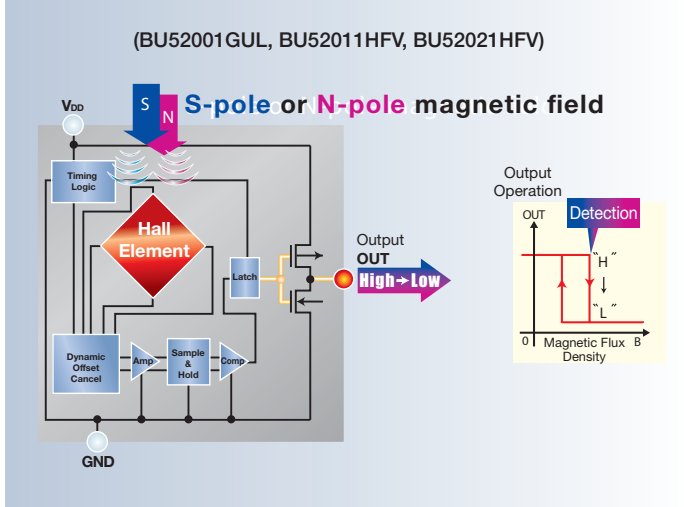 (BU52001GUL, BU52011HFV, BU52021HFV)
S
N
S-pole or N-pole magnetic field
VDD
Timing
Logic
Hall
Element
Latch
Output
OUT
High→Low
Dynamic
Offset
Cancel
Amp
Sample
&
Hold
Comp
GND
Output
Operation
OUT
Detection
"H"
↓
"L"
0
Magnetic Flux B
Density